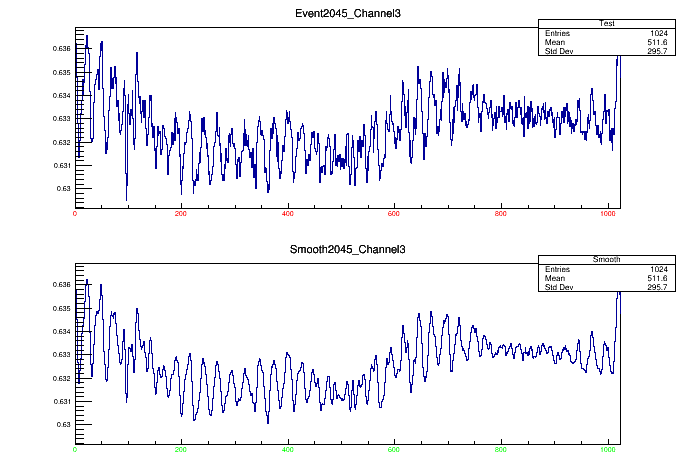 Event2045_Channel3
Test
Entries 1024
Mean 511.6
Std Dev 295.7
0.636
0.635
0.634
0.633
0.632
0.631
0.63
0 200 400 600 800 1000
Smooth2045_Channel3
Smooth
Entries 1024
Mean 511.6
Std Dev 295.7
0.636
0.635
0.634
0.633
0.632
0.631
0.63
0 200 400 600 800 1000